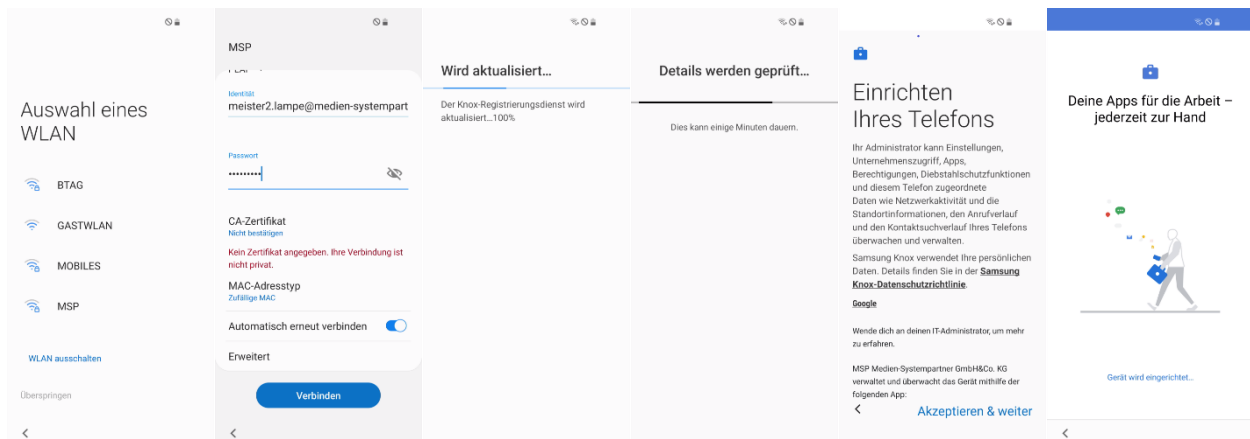 Auswahl eines
WLAN
BTAG
GASTWLAN
MOBILES
MSP
WLAN ausschalten
Überspringen
MSP
Identität
meister2.lampe@medien-systempart
Passwort
•••••••••
CA-Zertifikat
Nicht bestätigen
Kein Zertifikat angegeben. Ihre Verbindung ist
nicht privat.
MAC-Adresstyp
Zufällige MAC
Automatisch erneut verbinden
Erweitert
Verbinden
Wird aktualisiert...
Der Knox-Registrierungsdienst wird
aktualisiert...100%
Details werden geprüft...
Dies kann einige Minuten dauern.
Einrichten
Ihres Telefons
Ihr Administrator kann Einstellungen,
Unternehmenszugriff, Apps,
Berechtigungen, Diebstahlschutzfunktionen
und diesem Telefon zugeordnete
Daten wie Netzwerkaktivität und die
Standortinformationen, den Anrufverlauf
und den Kontaktsuchverlauf Ihres Telefons
überwachen und verwalten.
Samsung Knox verwendet Ihre persönlichen
Daten. Details finden Sie in der Samsung
Knox-Datenschutzrichtlinie.
Google
Wende dich an deinen IT-Administrator, um mehr
zu erfahren.
MSP Medien-Systempartner GmbH&Co. KG
verwaltet und überwacht das Gerät mithilfe der
folgenden App:
Akzeptieren & weiter
Deine Apps für die Arbeit –
jederzeit zur Hand
Gerät wird eingerichtet...